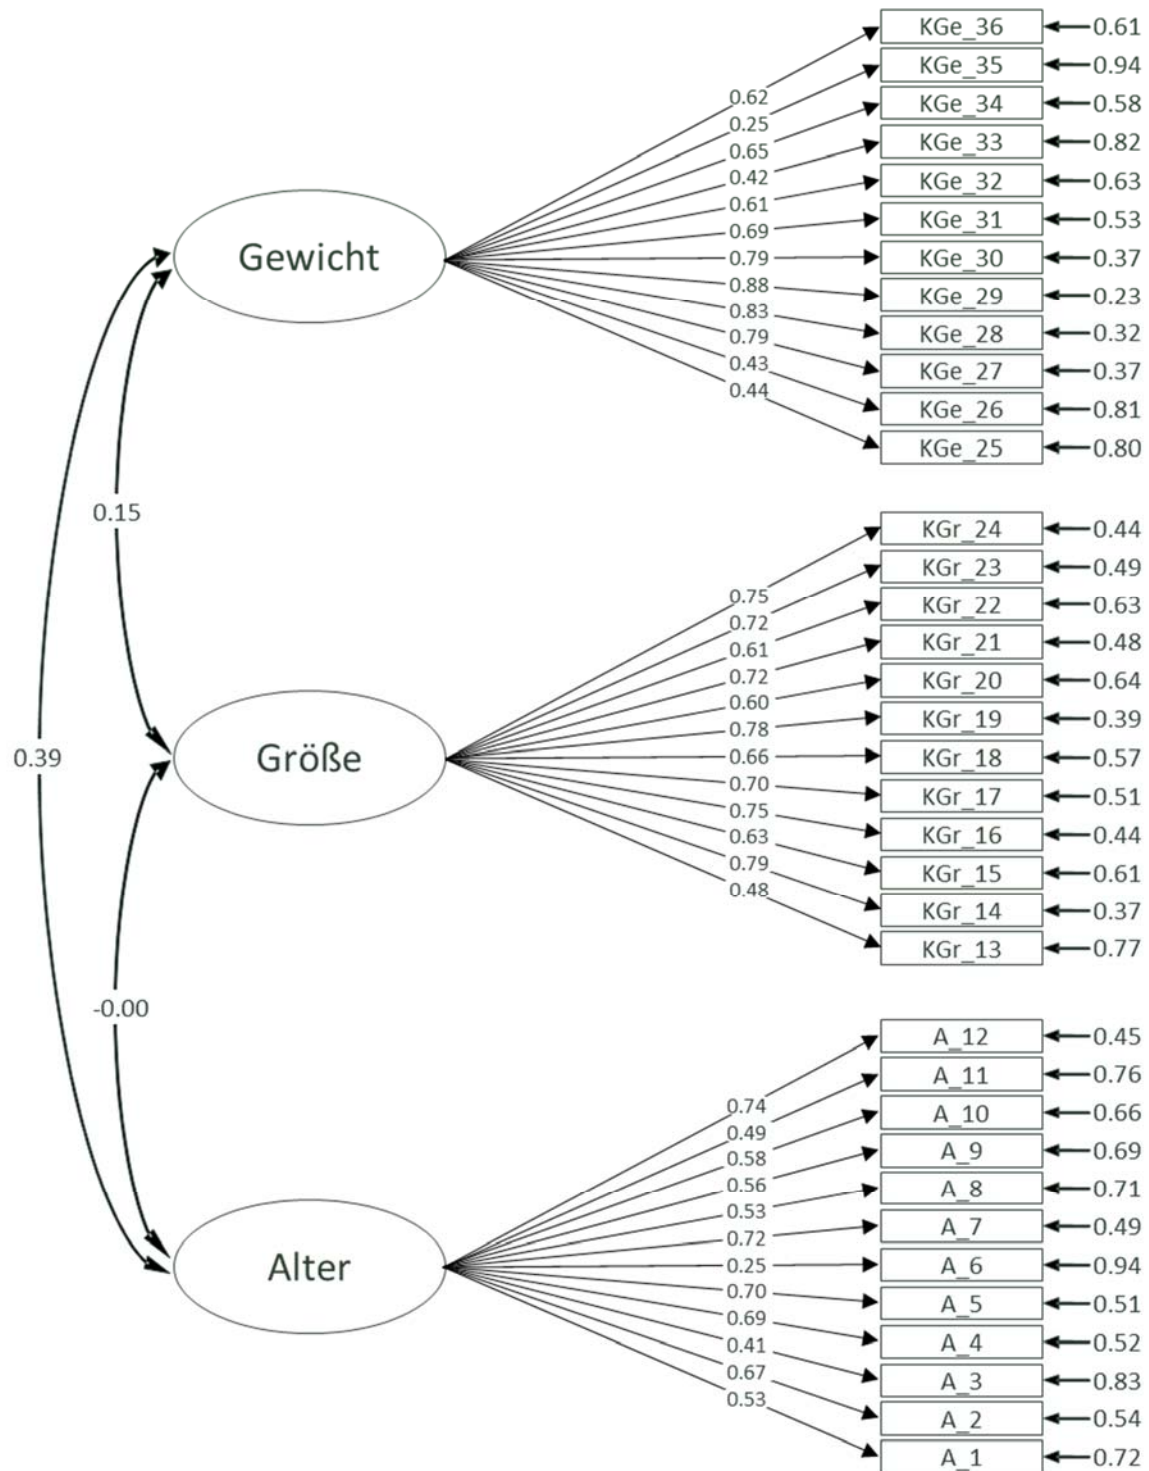 KGe_36 0.61
KGe_35 0.94
0.62
KGe_34 0.58
0.25
KGe_33 0.82
0.65
0.42
KGe_32 0.63
0.61
KGe_31 0.53
0.69
Gewicht
0.79
KGe_30 0.37
0.88
KGe_29 0.23
0.83
KGe_28 0.32
0.79
0.43
KGe_27 0.37
0.44
KGe_26 0.81
KGe_25 0.80
0.15
KGr_24 0.44
KGr_23 0.49
0.75
KGr_22 0.63
0.72
KGr_21 0.48
0.61
0.72
KGr_20 0.64
0.60
KGr_19 0.39
0.78
0.39
Größe
0.66
KGr_18 0.57
0.70
KGr_17 0.51
0.75
KGr_16 0.44
0.63
0.79
KGr_15 0.61
0.48
KGr_14 0.37
KGr_13 0.77
-0.00
A_12 0.45
A_11 0.76
0.74
A_10 0.66
0.49
A_9 0.69
0.58
0.56
A_8 0.71
0.53
A_7 0.49
0.72
Alter
0.25
A_6 0.94
0.70
A_5 0.51
0.69
A_4 0.52
0.41
0.67
A_3 0.83
0.53
A_2 0.54
A_1 0.72